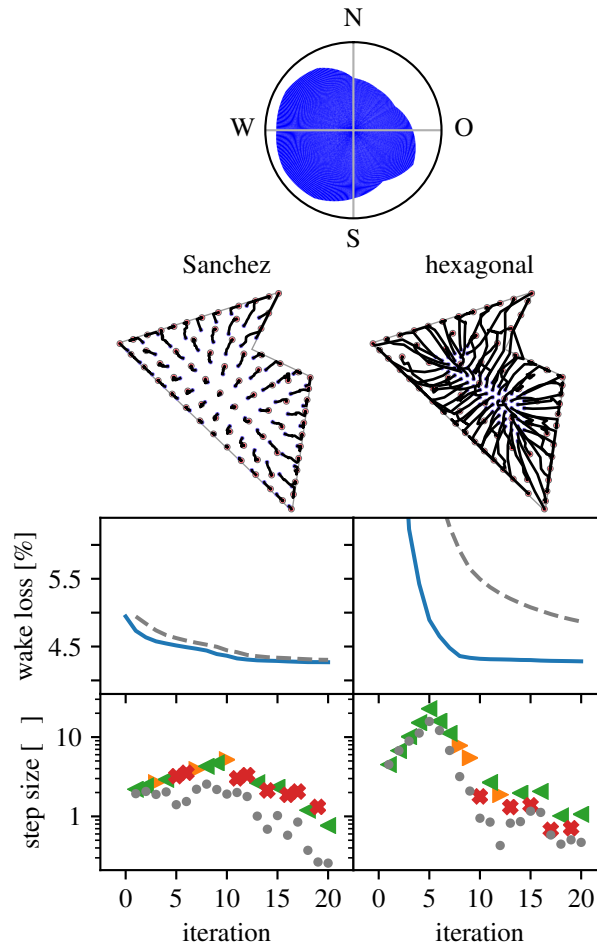 N
W O
S
Sanchez hexagonal
wake loss [%]
5.5
4.5
step size [ ]
10
1
0 5 10 15 20 0 5 10 15 20
iteration iteration